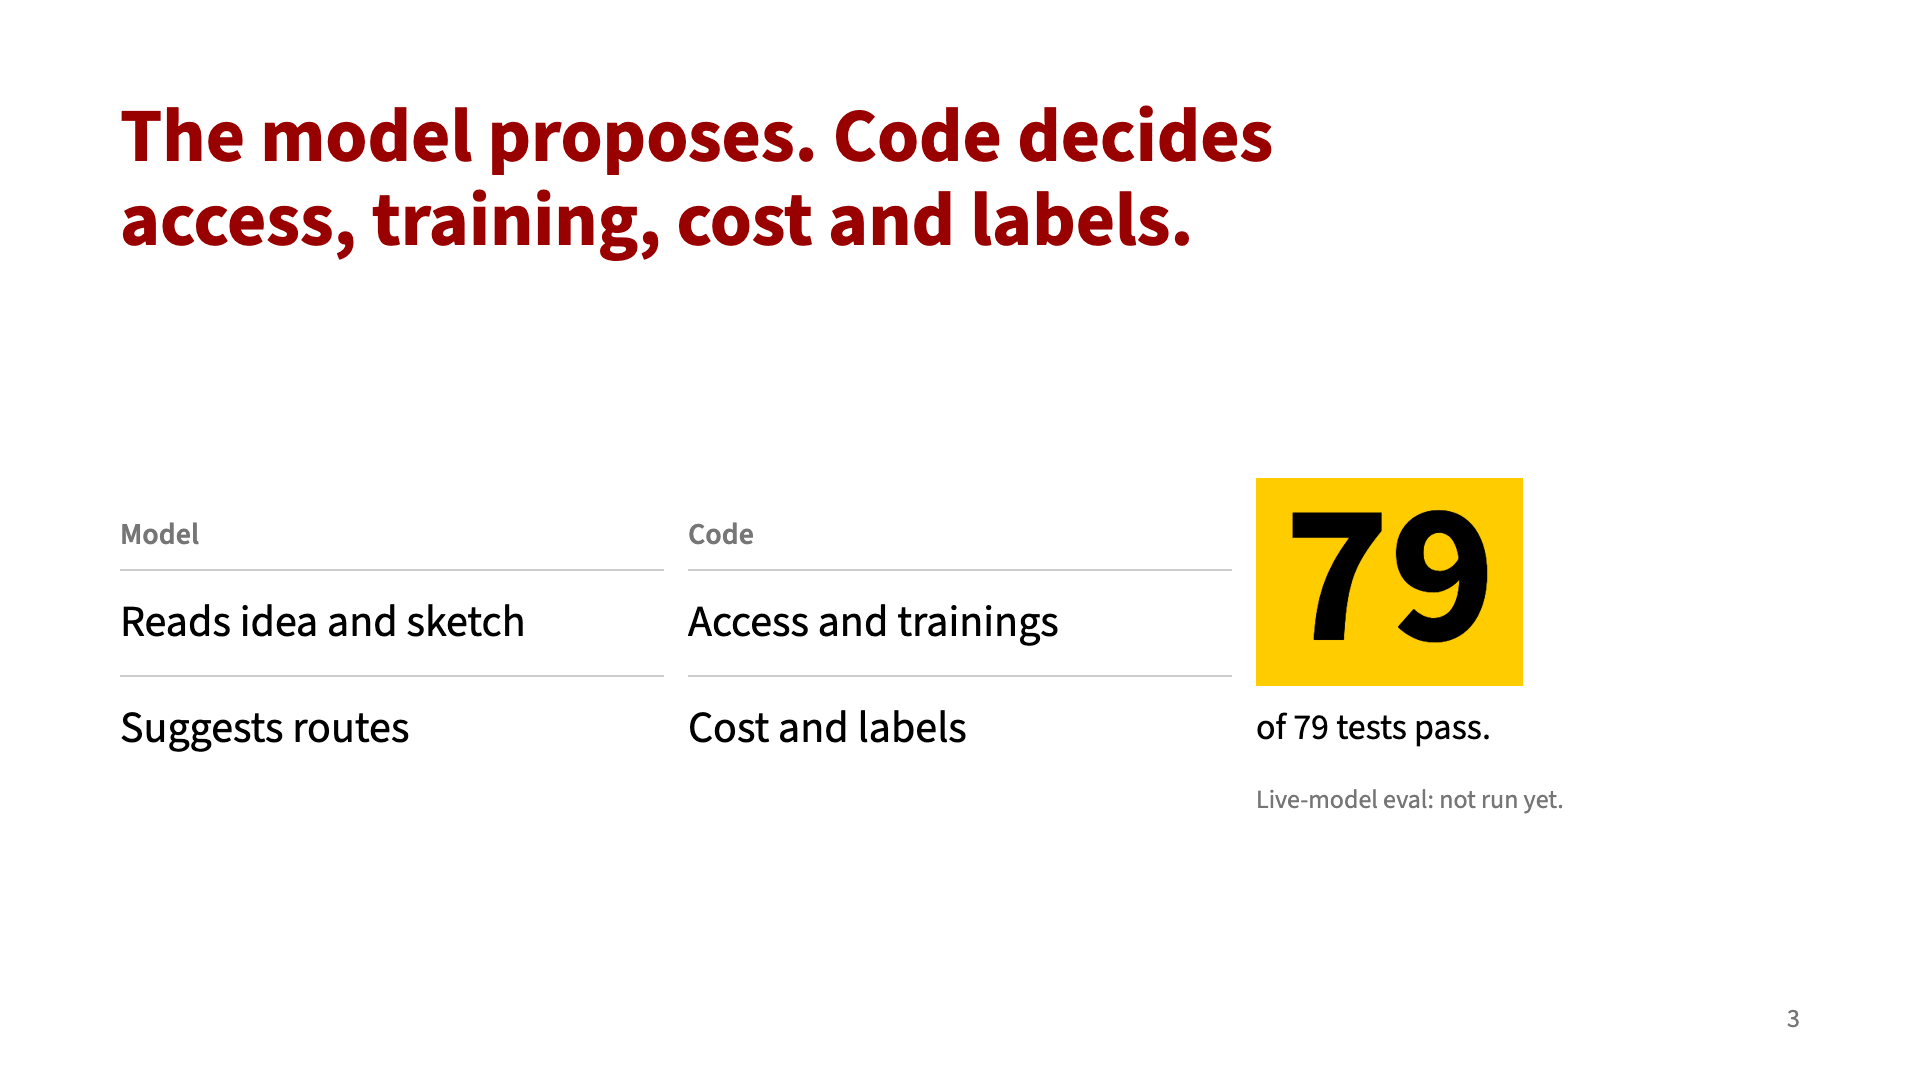 The model proposes. Code decides
access, training, cost and labels.
Model
Reads idea and sketch
Suggests routes
Code
Access and trainings
Cost and labels
79
of 79 tests pass.
Live-model eval: not run yet.
3